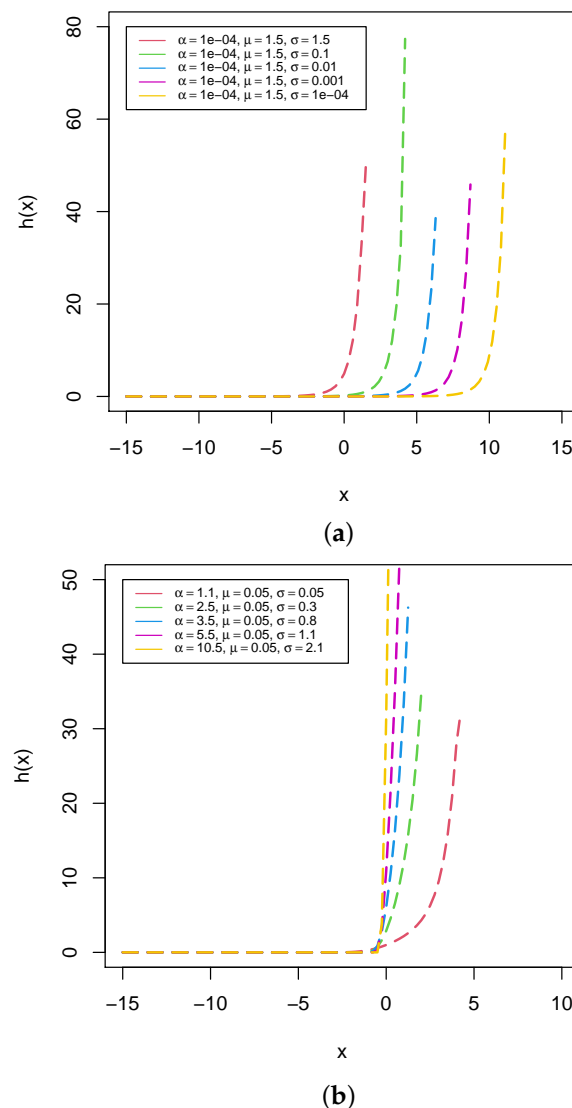 80
60
40
20
0
h(x)
α = 1e−04, μ = 1.5, σ = 1.5
α = 1e−04, μ = 1.5, σ = 0.1
α = 1e−04, μ = 1.5, σ = 0.01
α = 1e−04, μ = 1.5, σ = 0.001
α = 1e−04, μ = 1.5, σ = 1e−04
−15 −10 −5 0 5 10 15
x
(a)
50
40
30
20
10
0
h(x)
α = 1.1, μ = 0.05, σ = 0.05
α = 2.5, μ = 0.05, σ = 0.3
α = 3.5, μ = 0.05, σ = 0.8
α = 5.5, μ = 0.05, σ = 1.1
α = 10.5, μ = 0.05, σ = 2.1
−15 −10 −5 0 5 10
x
(b)